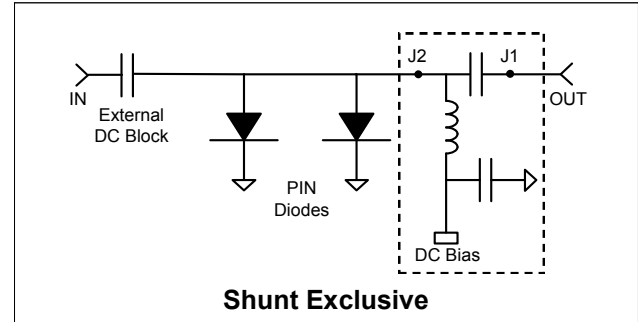 J2
J1
IN
OUT
External
DC Block
PIN
Diodes
DC Bias
Shunt Exclusive